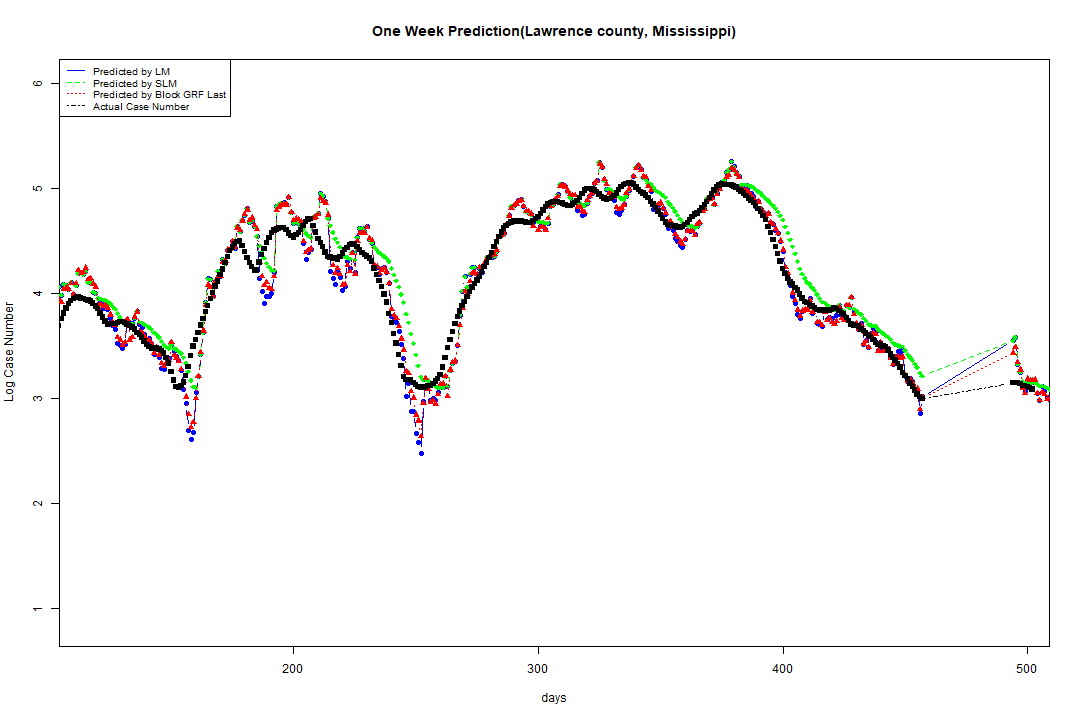 One Week Prediction(Lawrence county, Mississippi)
Predicted by LM
Predicted by SLM
Predicted by Block GRF Last
Actual Case Number
Log Case Number
6
5
4
3
2
1
200
300
400
500
days